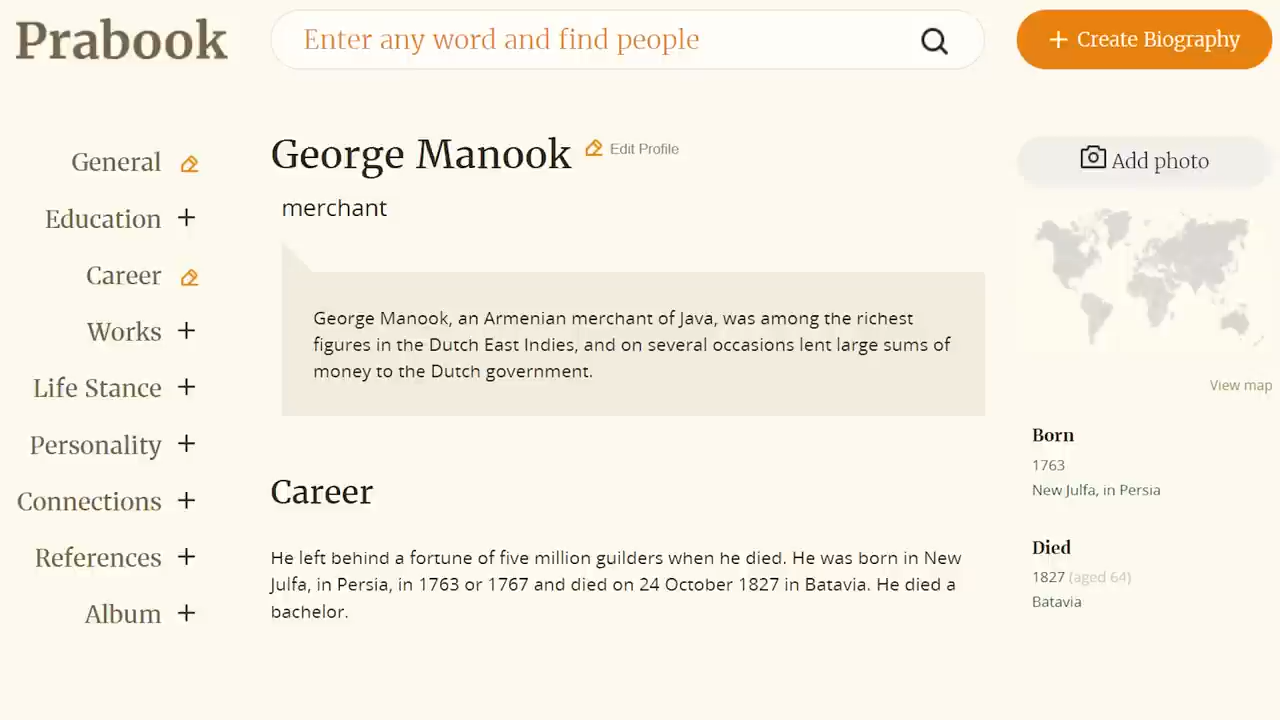 Prabook
Enter any word and find people
+ Create Biography
General
Education +
Career
Works +
Life Stance +
Personality +
Connections +
References +
Album +
George Manook
Edit Profile
merchant
George Manook, an Armenian merchant of Java, was among the richest
figures in the Dutch East Indies, and on several occasions lent large sums of
money to the Dutch government.
Career
He left behind a fortune of five million guilders when he died. He was born in New
Julfa, in Persia, in 1763 or 1767 and died on 24 October 1827 in Batavia. He died a
bachelor.
Add photo
View map
Born
1763
New Julfa, in Persia
Died
1827 (aged 64)
Batavia